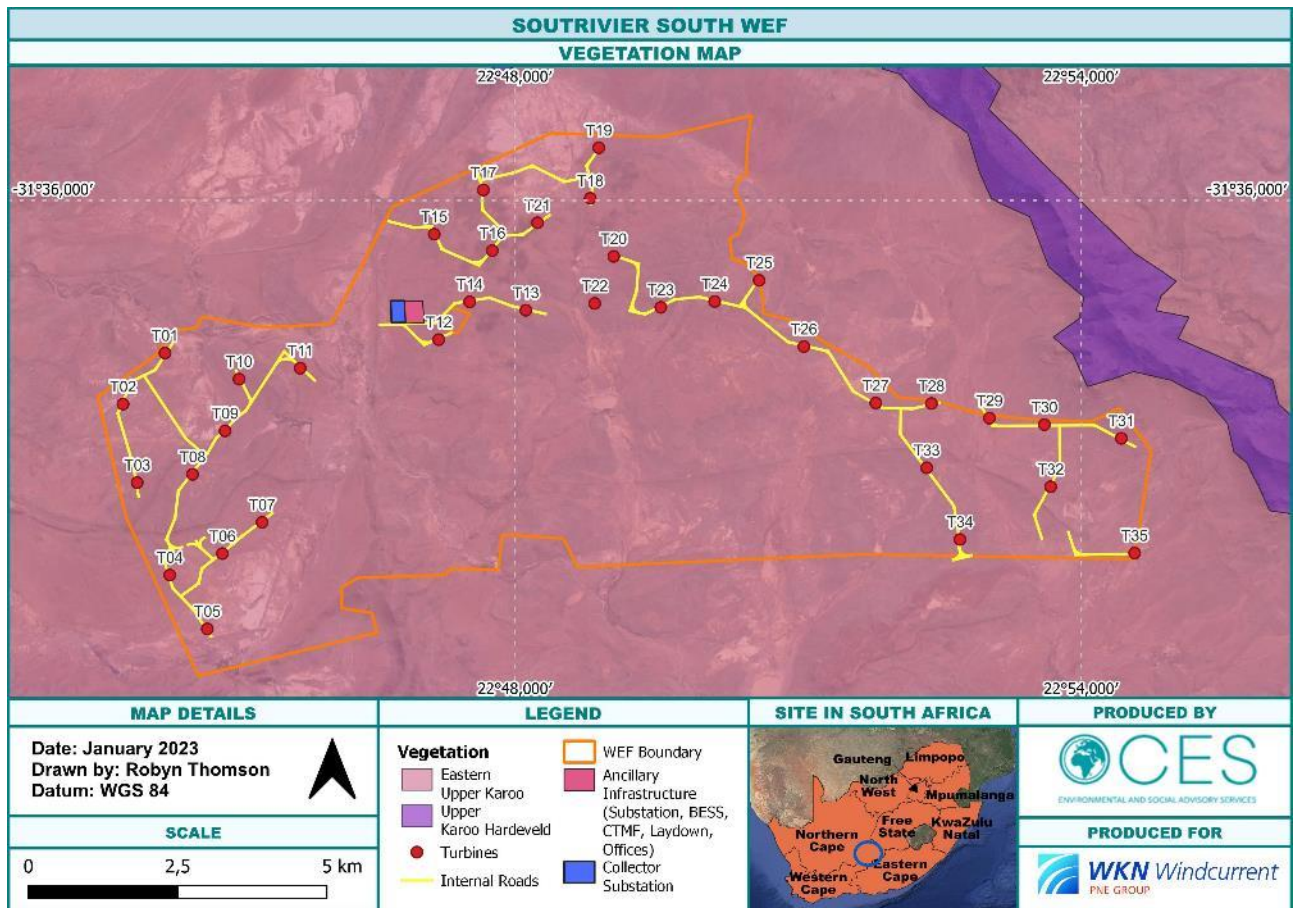 SOUTRIVIER SOUTH WEF
VEGETATION MAP
22°48,000′
22°54,000′
-31°36,000′
-31°36,000′
T19
T17
T18
T21
T15
T16
T20
T25
T14
T13
T22
T23
T24
T12
T26
T01
T11
T10
T02
T27
T28
T29
T30
T31
T09
T08
T03
T33
T32
T07
T06
T34
T35
T04
T05
22°48,000′
22°54,000′
MAP DETAILS
Date: January 2023
Drawn by: Robyn Thomson
Datum: WGS 84
SCALE
0 2,5 5 km
LEGEND
Vegetation
Eastern
Upper Karoo
Upper
Karoo Hardeveld
Turbines
Internal Roads
WEF Boundary
Ancillary
Infrastructure
(Substation, BESS,
CTMF, Laydown,
Offices)
Collector
Substation
SITE IN SOUTH AFRICA
Gauteng
Limpopo
North
West
Mpumalanga
Free
State
KwaZulu
Natal
Northern
Cape
Eastern
Cape
Western
Cape
PRODUCED BY
CES
ENVIRONMENTAL AND SOCIAL ADVISORY SERVICES
PRODUCED FOR
WKN Windcurrent
PNE GROUP